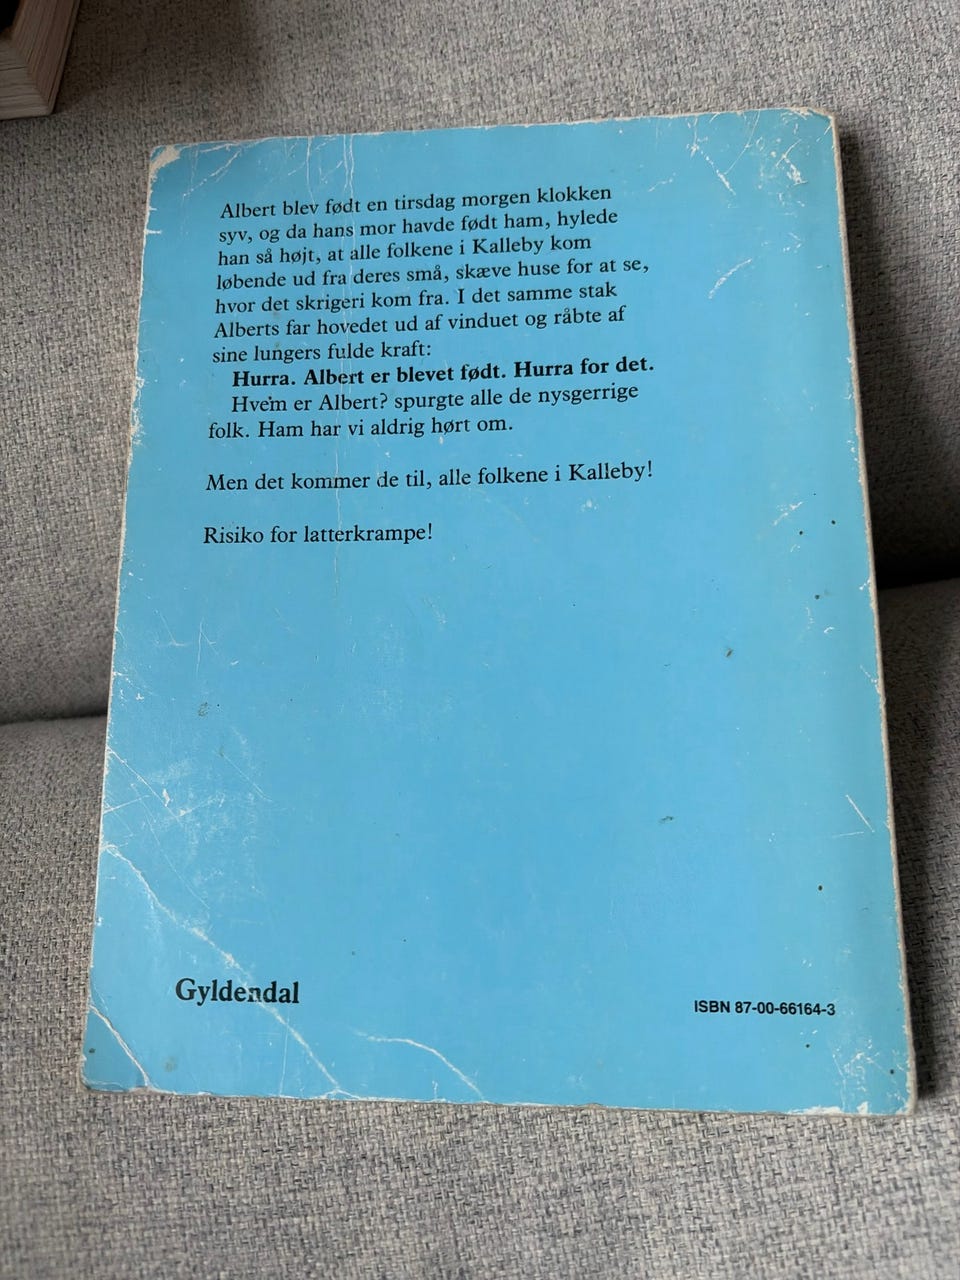 Albert blev født en tirsdag morgen klokken
syv, og da hans mor havde født ham, hylede
han så højt, at alle folkene i Kalleby kom
løbende ud fra deres små, skæve huse for at se,
hvor det skrigeri kom fra. I det samme stak
Alberts far hovedet ud af vinduet og råbte af
sine lungers fulde kraft:
Hurra. Albert er blevet født. Hurra for det.
Hvem er Albert? spurgte alle de nysgerrige
folk. Ham har vi aldrig hørt om.
Men det kommer de til, alle folkene i Kalleby!
Risiko for latterkrampe!
Gyldendal
ISBN 87-00-66164-3